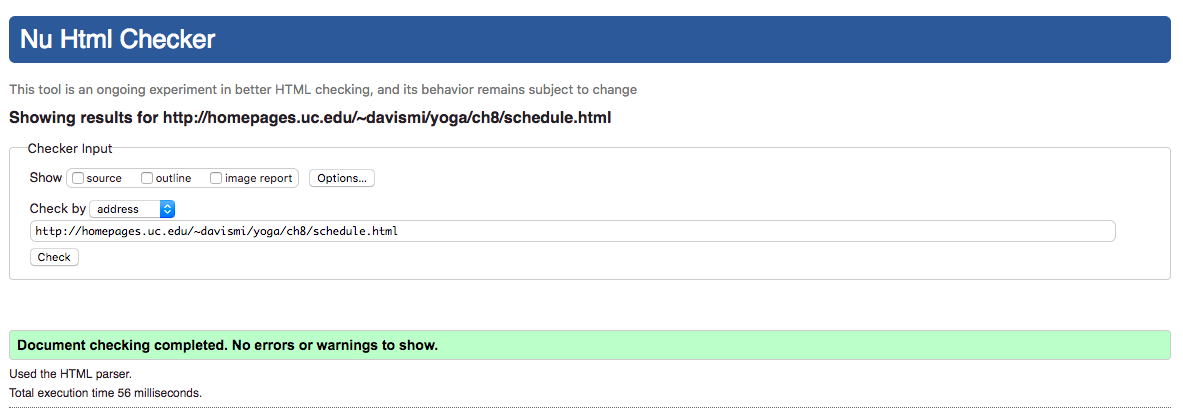 Nu Html Checker
This tool is an ongoing experiment in better HTML checking, and its behavior remains subject to change
Showing results for http://homepages.uc.edu/~davismi/yoga/ch8/schedule.html
Checker Input
Show source outline image report Options...
Check by address
http://homepages.uc.edu/~davismi/yoga/ch8/schedule.html
Check
Document checking completed. No errors or warnings to show.
Used the HTML parser.
Total execution time 56 milliseconds.